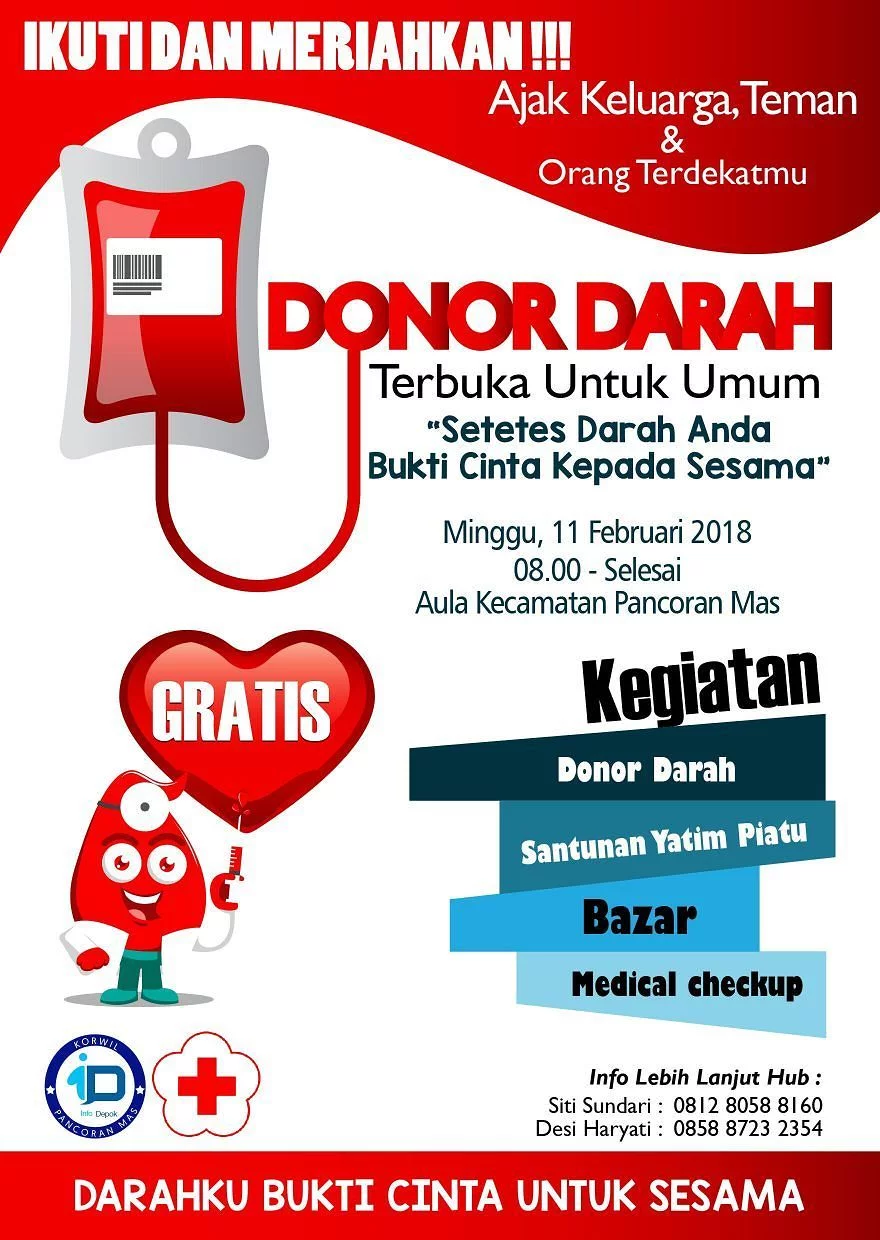 IKUTI DAN MERIAHKAN !!!
Ajak Keluarga, Teman
&
Orang Terdekatmu
DONOR DARAH
Terbuka Untuk Umum
“Setetes Darah Anda
Bukti Cinta Kepada Sesama”
Minggu, 11 Februari 2018
08.00 - Selesai
Aula Kecamatan Pancoran Mas
GRATIS
Kegiatan
Donor Darah
Santunan Yatim Piatu
Bazar
Medical checkup
KORWIL
iD
Info Depok
PANCORAN MAS
Info Lebih Lanjut Hub :
Siti Sundari : 0812 8058 8160
Desi Haryati : 0858 8723 2354
DARAHKU BUKTI CINTA UNTUK SESAMA